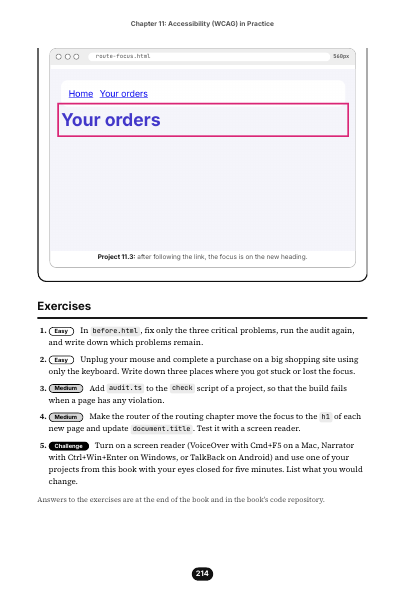 Chapter 11: Accessibility (WCAG) in Practice
route-focus.html
560px
Home Your orders
Your orders
Project 11.3: after following the link, the focus is on the new heading.
Exercises
1. Easy In before.html, fix only the three critical problems, run the audit again,
and write down which problems remain.
2. Easy Unplug your mouse and complete a purchase on a big shopping site using
only the keyboard. Write down three places where you got stuck or lost the focus.
3. Medium Add audit.ts to the check script of a project, so that the build fails
when a page has any violation.
4. Medium Make the router of the routing chapter move the focus to the h1 of each
new page and update document.title. Test it with a screen reader.
5. Challenge Turn on a screen reader (VoiceOver with Cmd+F5 on a Mac, Narrator
with Ctrl+Win+Enter on Windows, or TalkBack on Android) and use one of your
projects from this book with your eyes closed for five minutes. List what you would
change.
Answers to the exercises are at the end of the book and in the book's code repository.
214